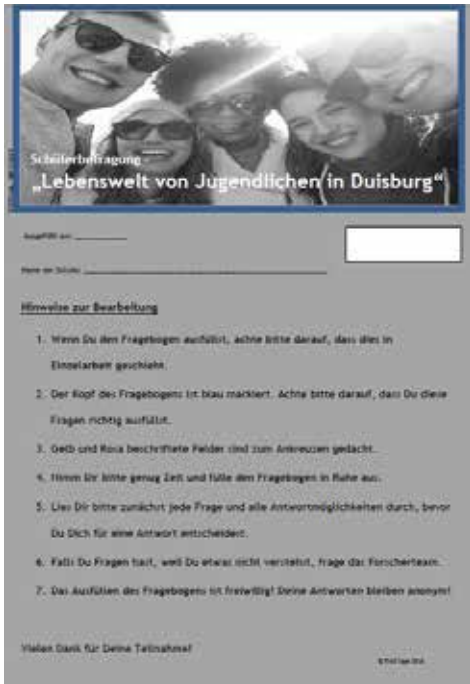 Schülerbefragung -
„Lebenswelt von Jugendlichen in Duisburg“
Ausgefüllt am:
Name der Schule:
Hinweise zur Bearbeitung
1. Wenn Du den Fragebogen ausfüllst, achte bitte darauf, dass dies in
Einzelarbeit geschieht.
2. Der Kopf des Fragebogens ist blau markiert. Achte bitte darauf, dass Du diese
Fragen richtig ausfüllst.
3. Gelb und Rosa beschriftete Felder sind zum Ankreuzen gedacht.
4. Nimm Dir bitte genug Zeit und fülle den Fragebogen in Ruhe aus.
5. Lies Dir bitte zunächst jede Frage und alle Antwortmöglichkeiten durch, bevor
Du Dich für eine Antwort entscheidest.
6. Falls Du Fragen hast, weil Du etwas nicht verstehst, frage das Forscherteam.
7. Das Ausfüllen des Fragebogens ist freiwillig! Deine Antworten bleiben anonym!
Vielen Dank für Deine Teilnahme!